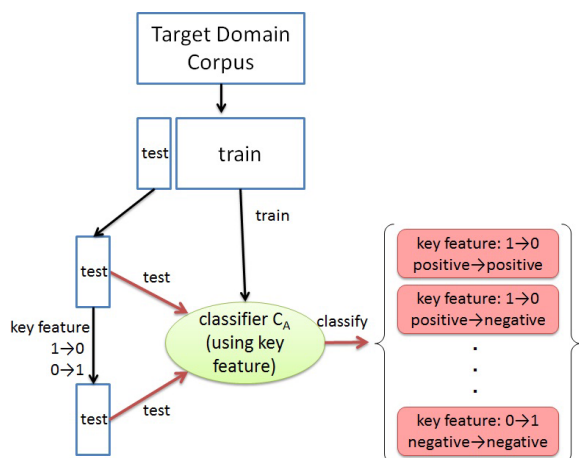 Target Domain
Corpus
test
train
train
test
test
key feature
1→0
0→1
classifier C_A
(using key
feature)
classify
test
test
key feature: 1→0
positive→positive
key feature: 1→0
positive→negative
.
.
.
key feature: 0→1
negative→negative